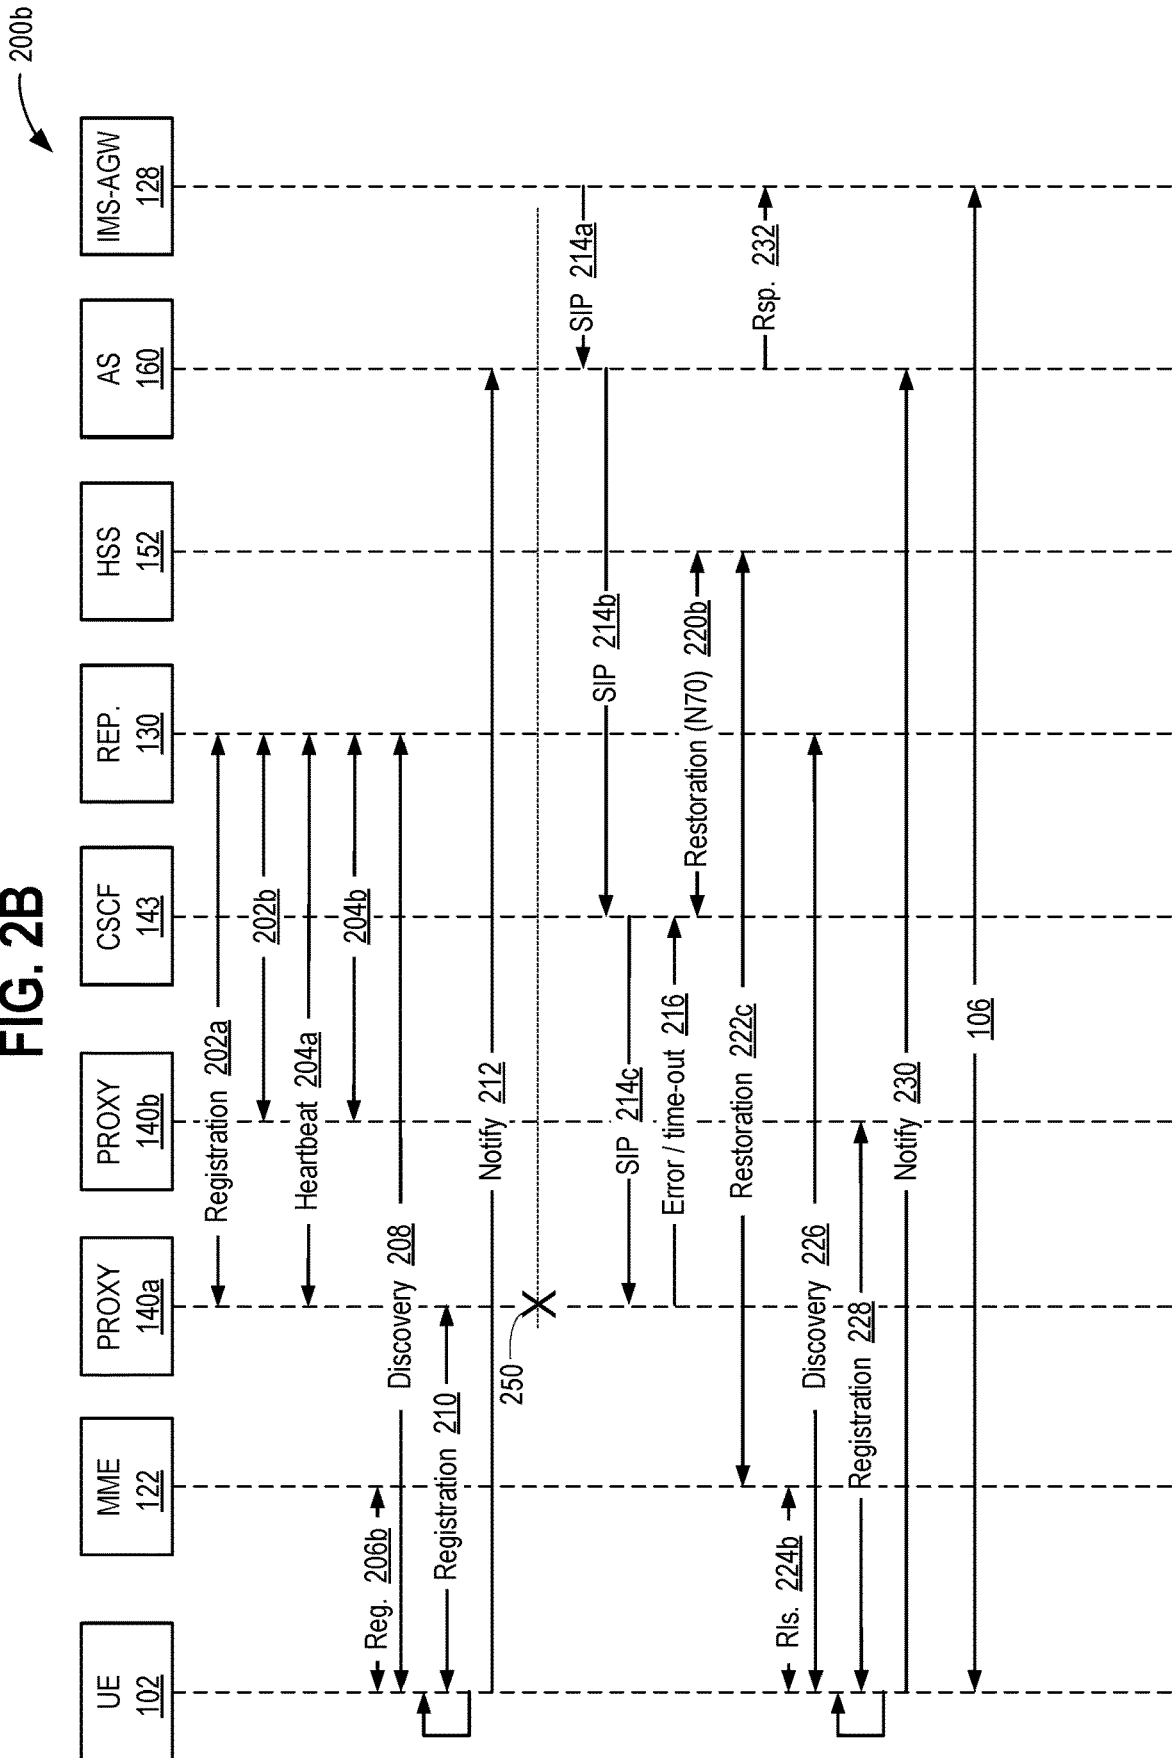 FIG. 2B
200b
UE
102
MME
122
PROXY
140a
PROXY
140b
CSCF
143
REP.
130
HSS
152
AS
160
IMS-AGW
128
Registration 202a
202b
Heartbeat 204a
204b
Reg. 206b
Discovery 208
Registration 210
Notify 212
250
SIP 214a
SIP 214b
SIP 214c
Error / time-out 216
Restoration (N70) 220b
Restoration 222c
Rsp. 232
Rls. 224b
Discovery 226
Registration 228
Notify 230
106